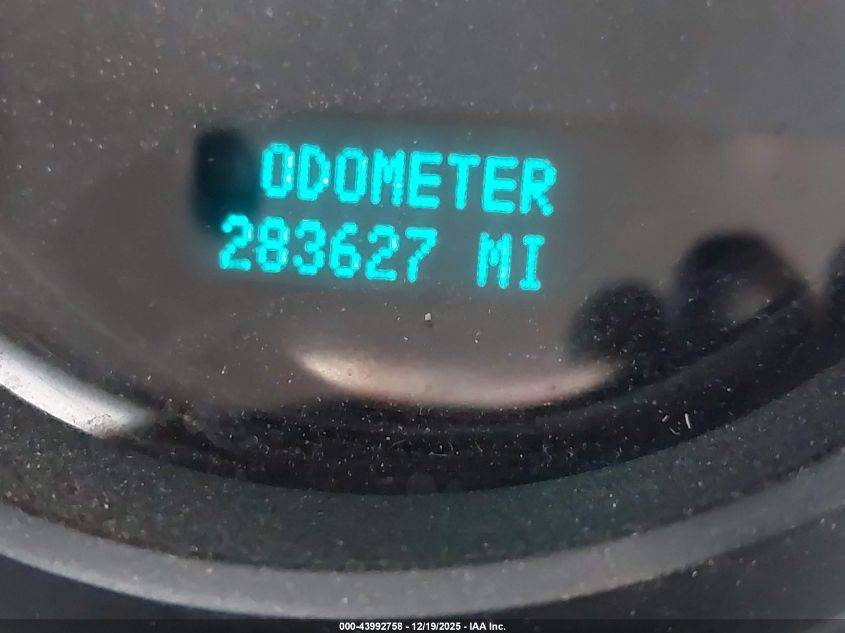 ODOMETER
283627 MI
000-43992758 - 12/19/2025 - IAA Inc.